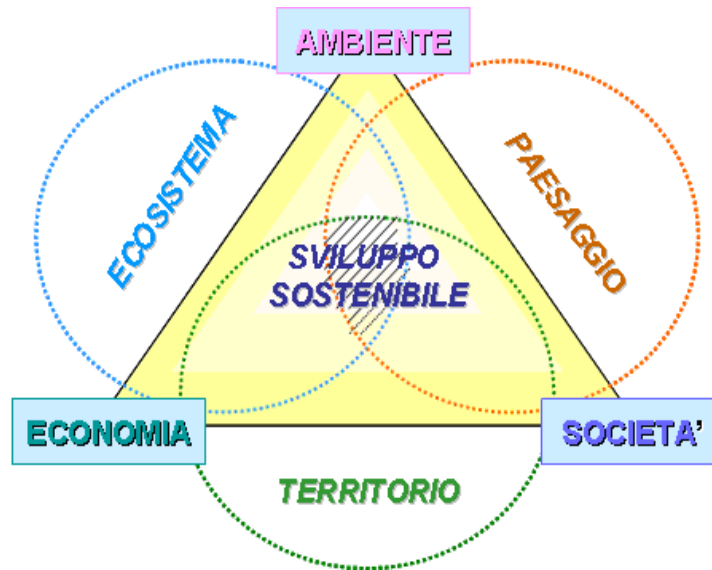 AMBIENTE
ECOSISTEMA
PAESAGGIO
SVILUPPO
SOSTENIBILE
ECONOMIA
SOCIETA'
TERRITORIO